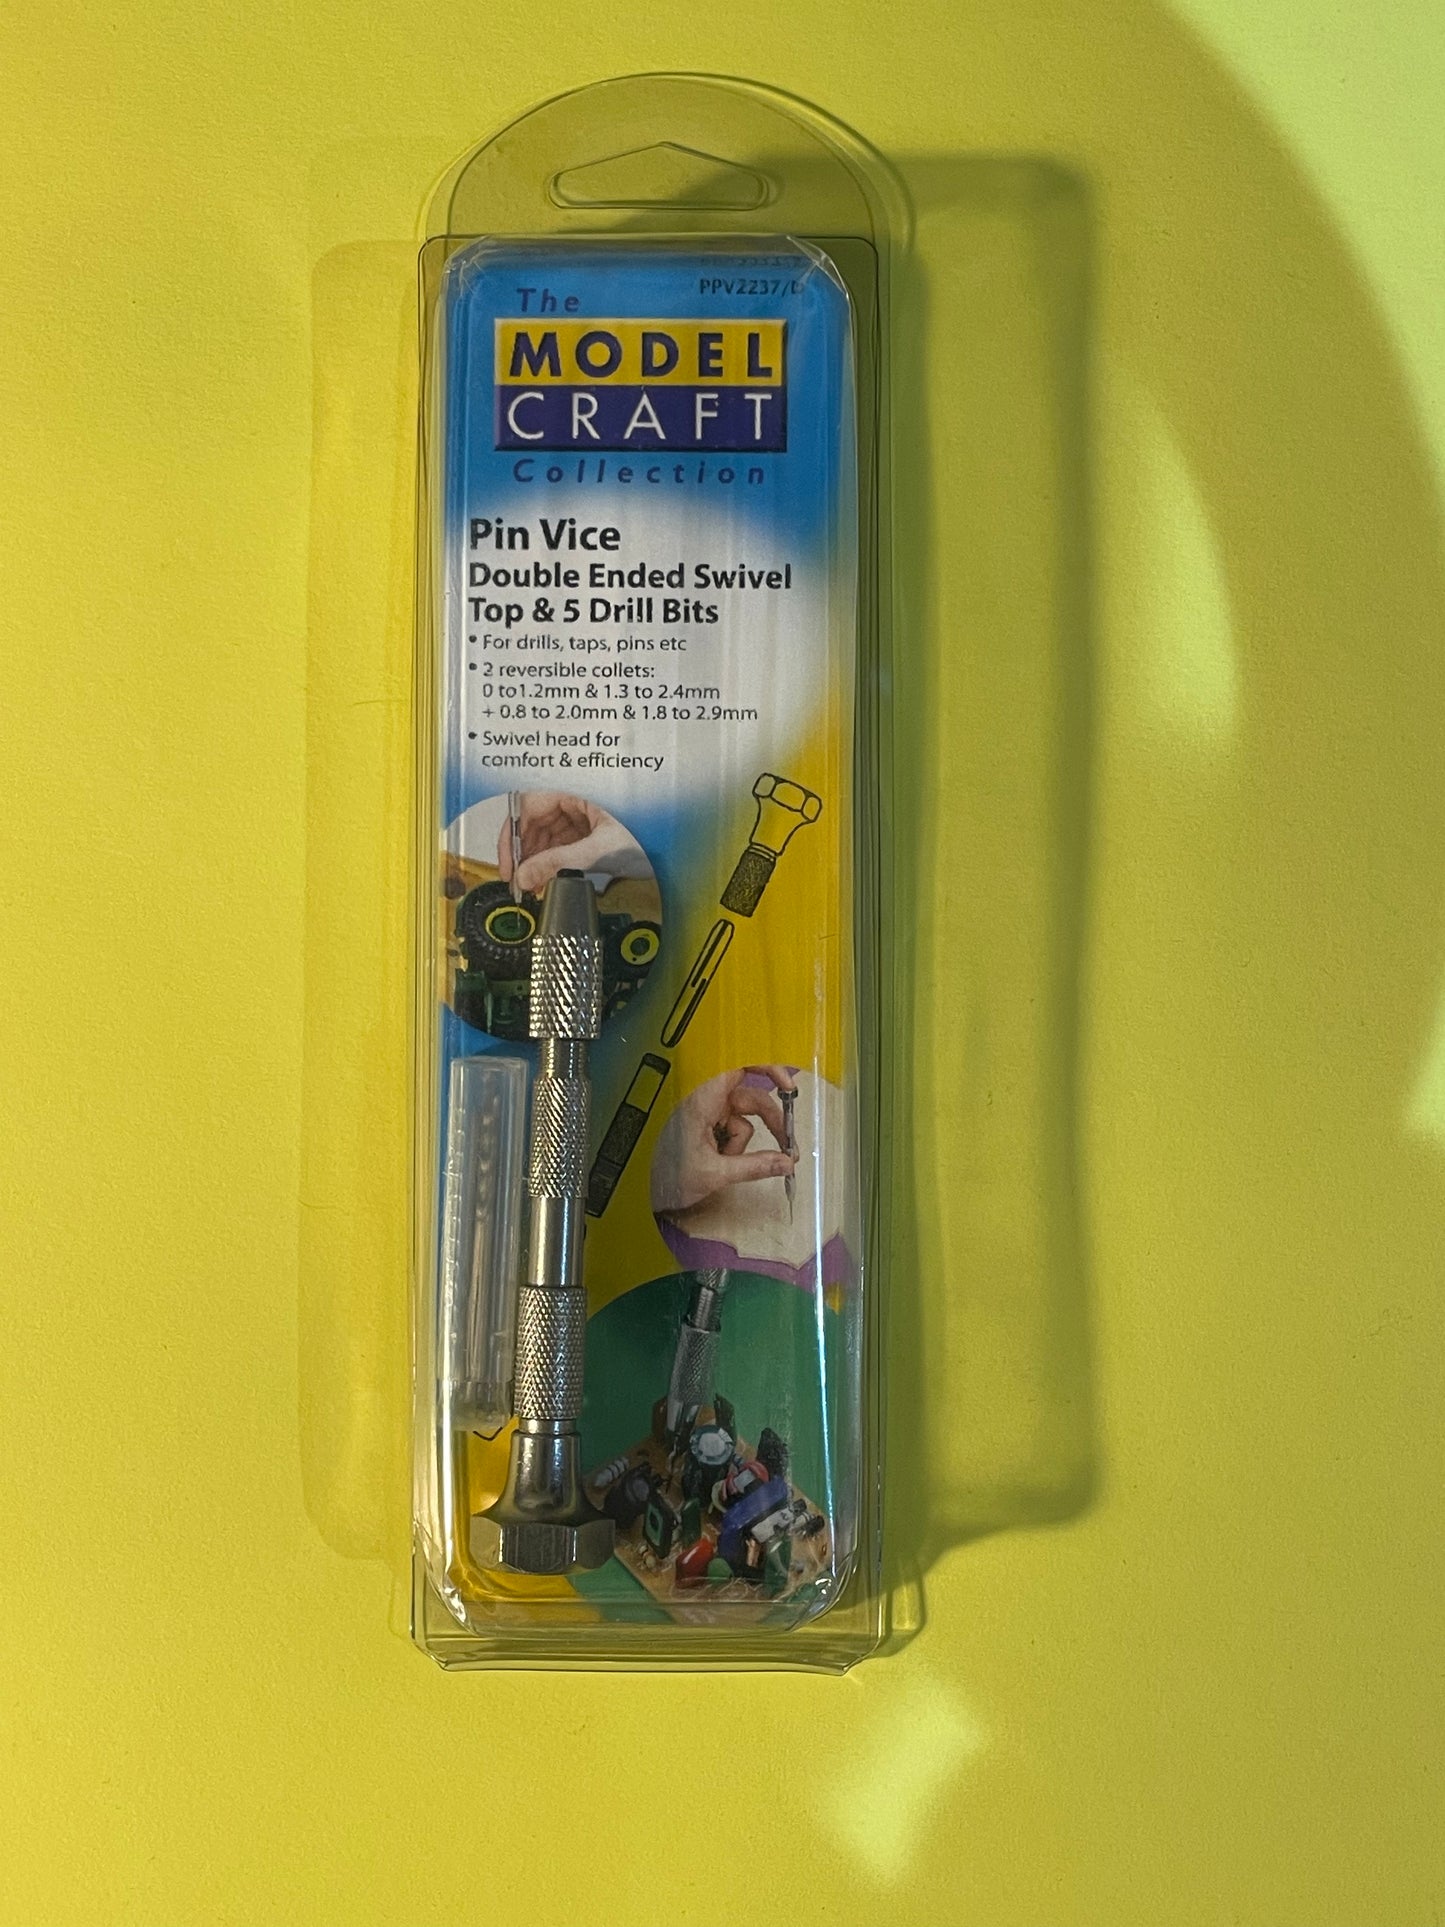 PPV2237/D
The
MODEL
CRAFT
Collection
Pin Vice
Double Ended Swivel
Top & 5 Drill Bits
• For drills, taps, pins etc
• 2 reversible collets:
0 to1.2mm & 1.3 to 2.4mm
+ 0.8 to 2.0mm & 1.8 to 2.9mm
• Swivel head for
comfort & efficiency